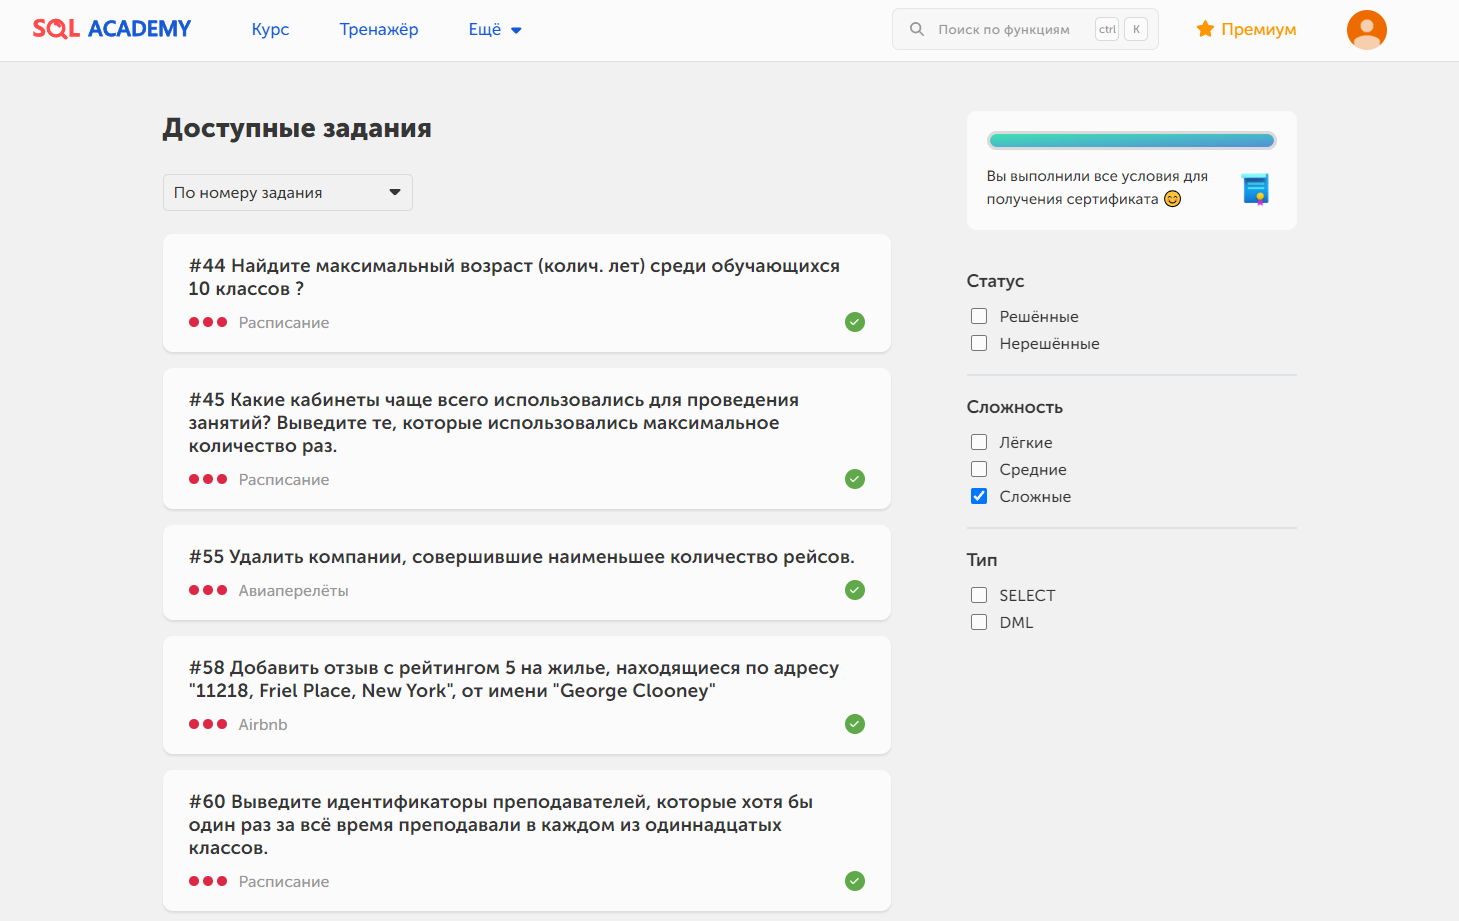 SQL ACADEMY
Курс
Тренажёр
Ещё
Поиск по функциям
ctrl
K
Премиум
Доступные задания
По номеру задания
#44 Найдите максимальный возраст (колич. лет) среди обучающихся
10 классов ?
Расписание
#45 Какие кабинеты чаще всего использовались для проведения
занятий? Выведите те, которые использовались максимальное
количество раз.
Расписание
#55 Удалить компании, совершившие наименьшее количество рейсов.
Авиаперелёты
#58 Добавить отзыв с рейтингом 5 на жилье, находящиеся по адресу
"11218, Friel Place, New York", от имени "George Clooney"
Airbnb
#60 Выведите идентификаторы преподавателей, которые хотя бы
один раз за всё время преподавали в каждом из одиннадцатых
классов.
Расписание
Вы выполнили все условия для
получения сертификата 😊
Статус
Решённые
Нерешённые
Сложность
Лёгкие
Средние
Сложные
Тип
SELECT
DML